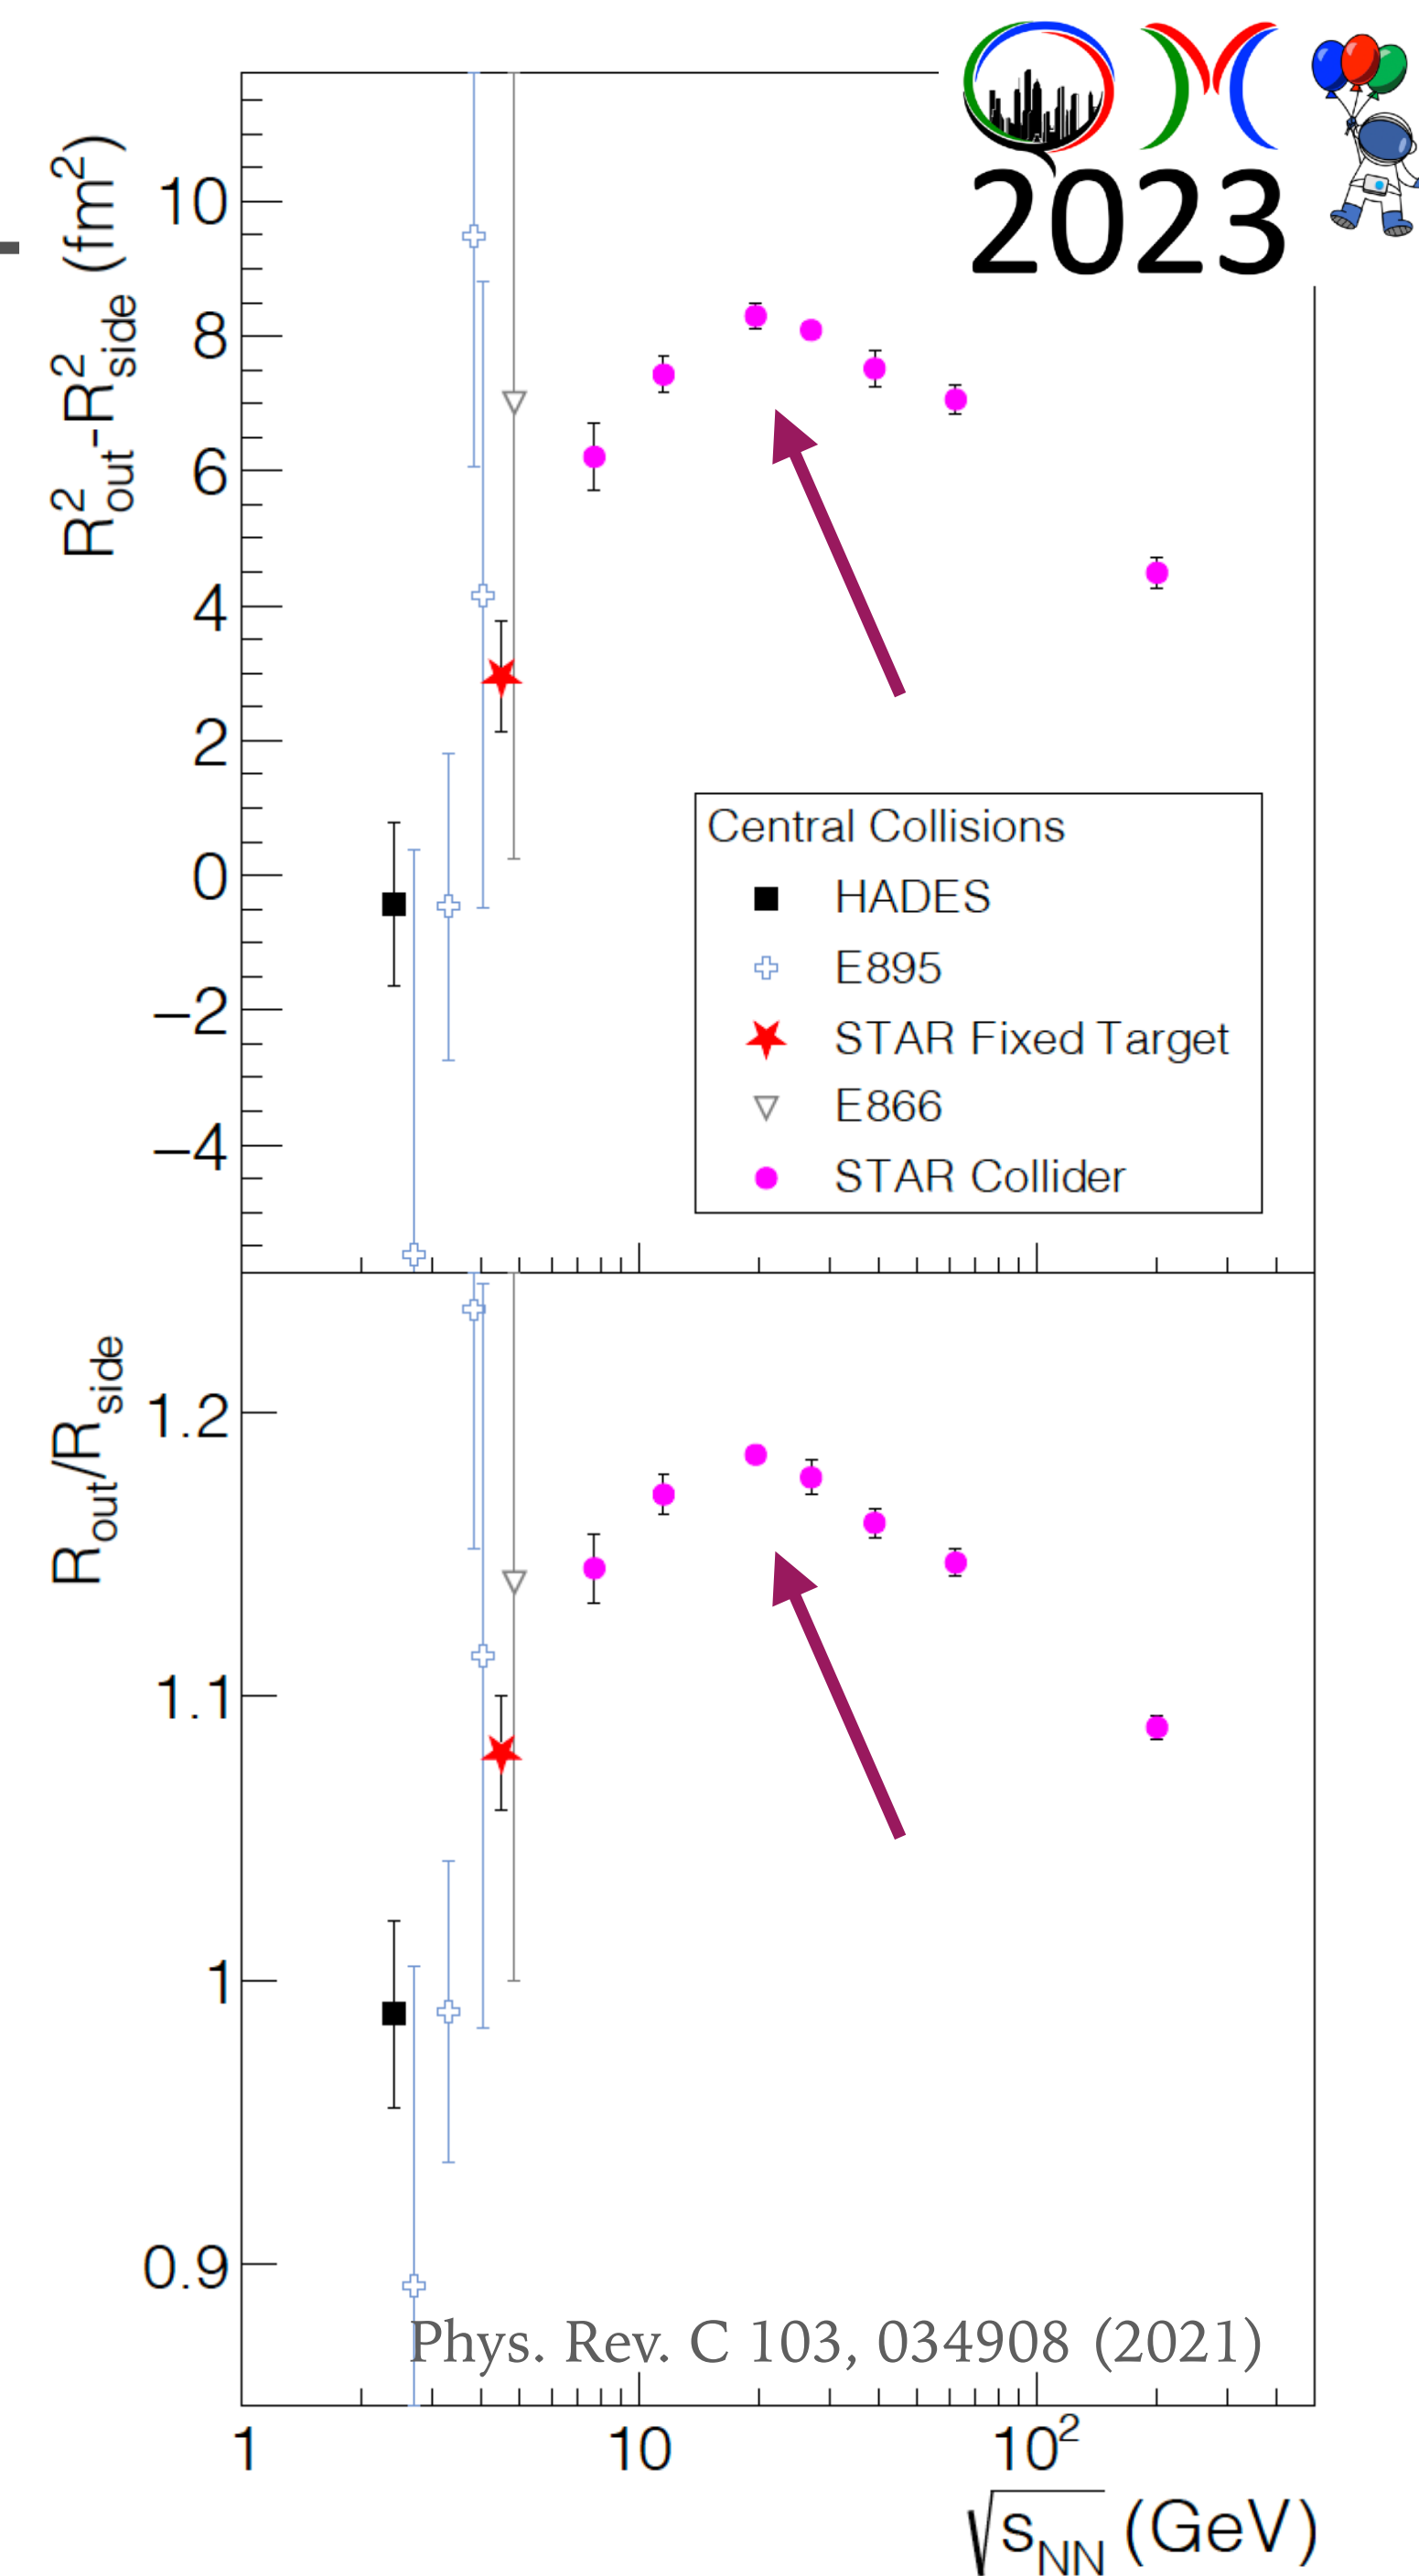 2023
R²out-R²side (fm²)
10
8
6
4
2
0
−2
−4
Central Collisions
HADES
E895
STAR Fixed Target
E866
STAR Collider
Rout/Rside
1.2
1.1
1
0.9
Phys. Rev. C 103, 034908 (2021)
1 10 10²
√sNN (GeV)